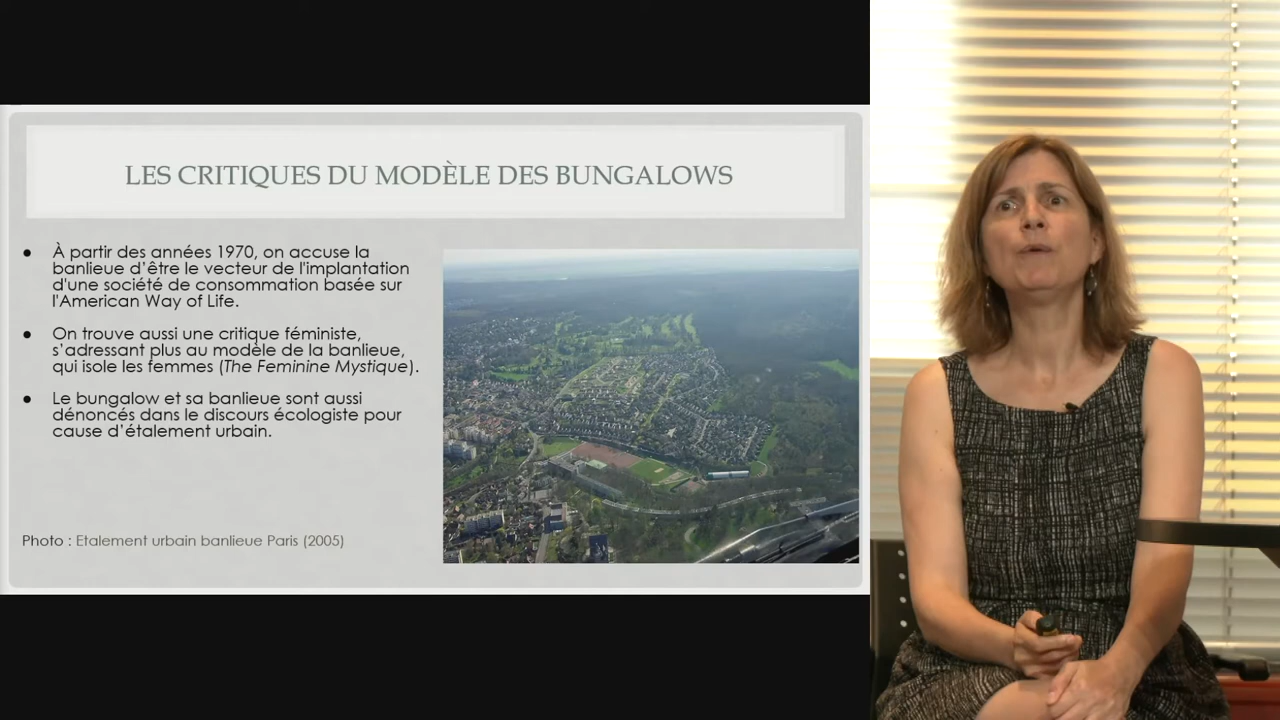 LES CRITIQUES DU MODÈLE DES BUNGALOWS
● À partir des années 1970, on accuse la
banlieue d'être le vecteur de l'implantation
d'une société de consommation basée sur
l'American Way of Life.
● On trouve aussi une critique féministe,
s'adressant plus au modèle de la banlieue,
qui isole les femmes (The Feminine Mystique).
● Le bungalow et sa banlieue sont aussi
dénoncés dans le discours écologiste pour
cause d'étalement urbain.
Photo : Etalement urbain banlieue Paris (2005)